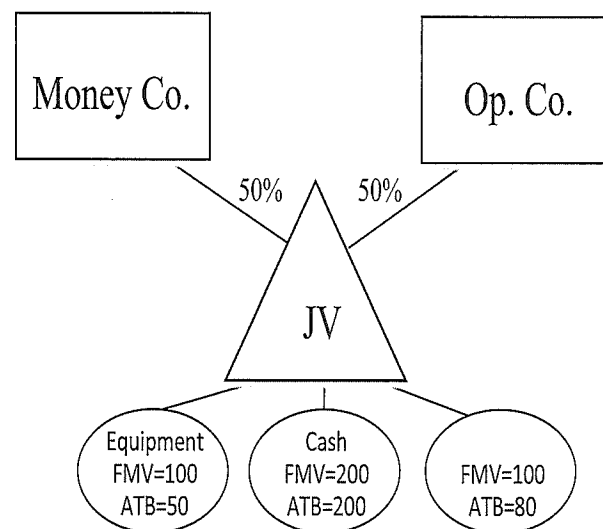 Money Co.
Op. Co.
50%
50%
JV
Equipment
FMV=100
ATB=50
Cash
FMV=200
ATB=200
FMV=100
ATB=80